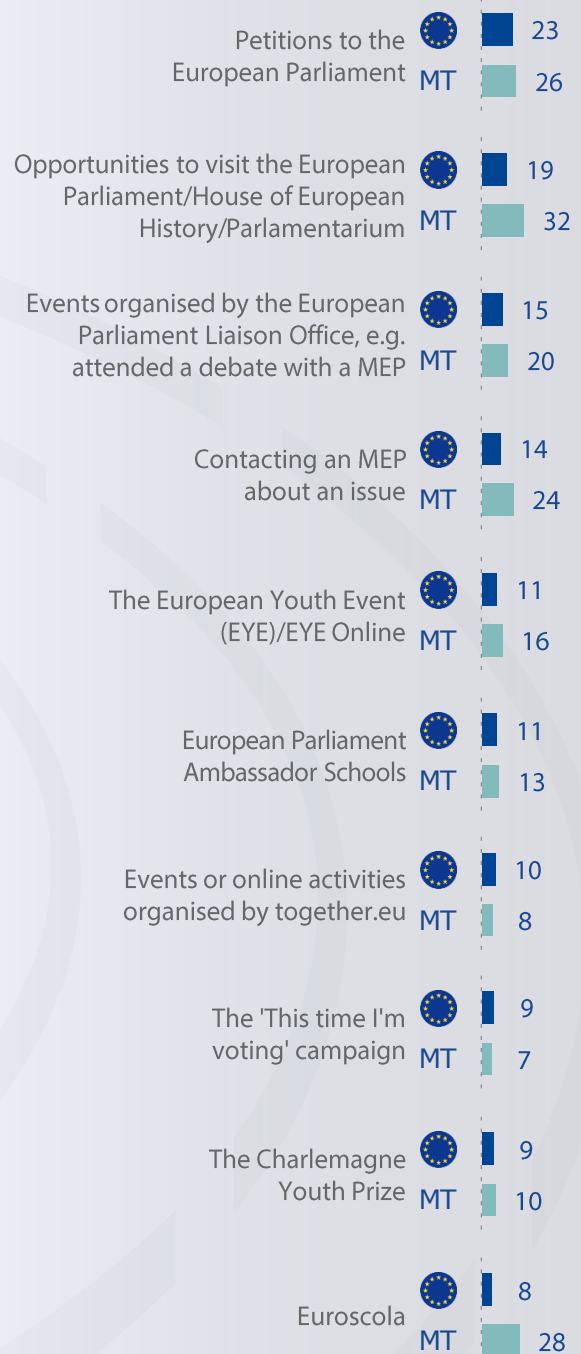 Petitions to the
European Parliament
23
MT 26
Opportunities to visit the European
Parliament/House of European
History/Parlamentarium
19
MT 32
Events organised by the European
Parliament Liaison Office, e.g.
attended a debate with a MEP
15
MT 20
Contacting an MEP
about an issue
14
MT 24
The European Youth Event
(EYE)/EYE Online
11
MT 16
European Parliament
Ambassador Schools
11
MT 13
Events or online activities
organised by together.eu
10
MT 8
The 'This time I'm
voting' campaign
9
MT 7
The Charlemagne
Youth Prize
9
MT 10
Euroscola
8
MT 28